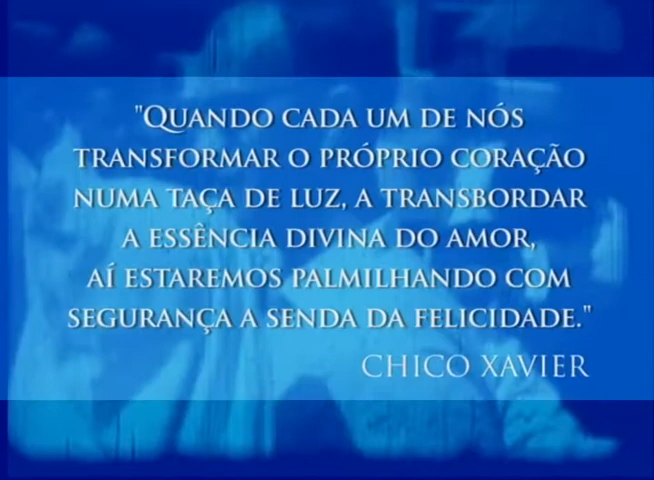 "QUANDO CADA UM DE NÓS
TRANSFORMAR O PRÓPRIO CORAÇÃO
NUMA TAÇA DE LUZ, A TRANSBORDAR
A ESSÊNCIA DIVINA DO AMOR,
AÍ ESTAREMOS PALMILHANDO COM
SEGURANÇA A SENDA DA FELICIDADE."
CHICO XAVIER